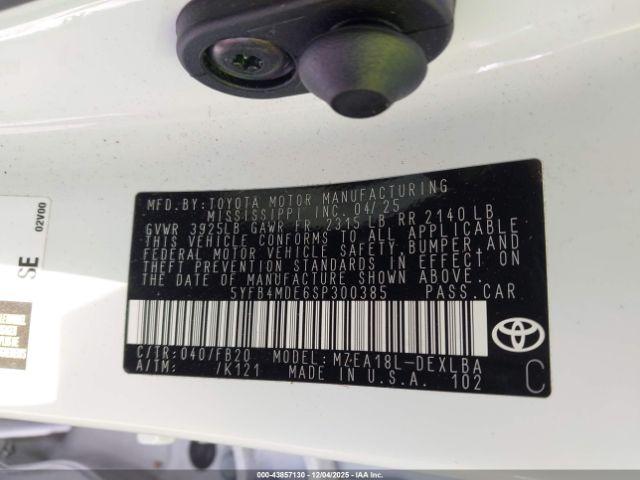 02V00
SE
MFD.BY:TOYOTA MOTOR MANUFACTURING
MISSISSIPPI INC. 04/25
GVWR 3925LB GAWR FR 2315 LB RR 2140 LB
THIS VEHICLE CONFORMS TO ALL APPLICABLE
FEDERAL MOTOR VEHICLE SAFETY, BUMPER, AND
THEFT PREVENTION STANDARDS IN EFFECT ON
THE DATE OF MANUFACTURE SHOWN ABOVE.
5YFB4MDE6SP300385 PASS.CAR
C/TR:040/FB20 MODEL: MZEA18L-DEXLBA
A/TM: /K121 MADE IN U.S.A. 102
C
000-43857130 - 12/04/2025 - IAAI.COM